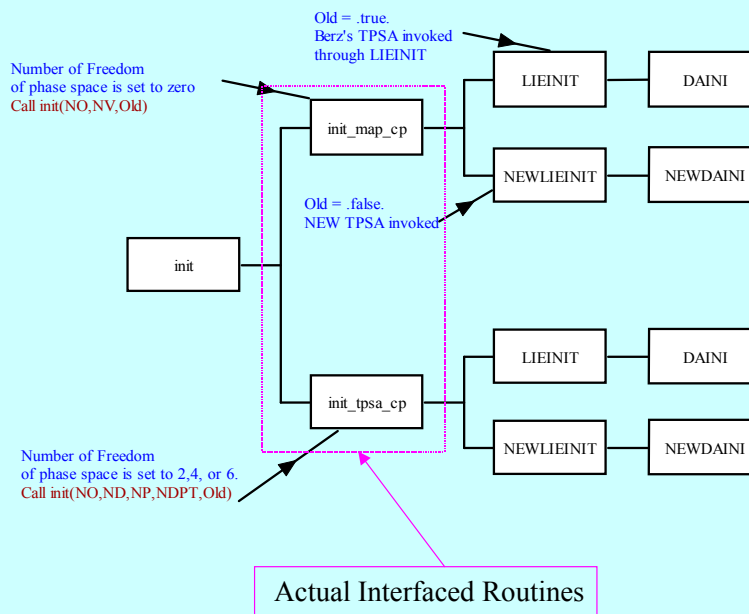 Old = .true.
Berz's TPSA invoked
through LIEINIT
Number of Freedom
of phase space is set to zero
Call init(NO,NV,Old)
LIEINIT
DAINI
init_map_cp
NEWLIEINIT
NEWDAINI
Old = .false.
NEW TPSA invoked
init
LIEINIT
DAINI
init_tpsa_cp
NEWLIEINIT
NEWDAINI
Number of Freedom
of phase space is set to 2,4, or 6.
Call init(NO,ND,NP,NDPT,Old)
Actual Interfaced Routines